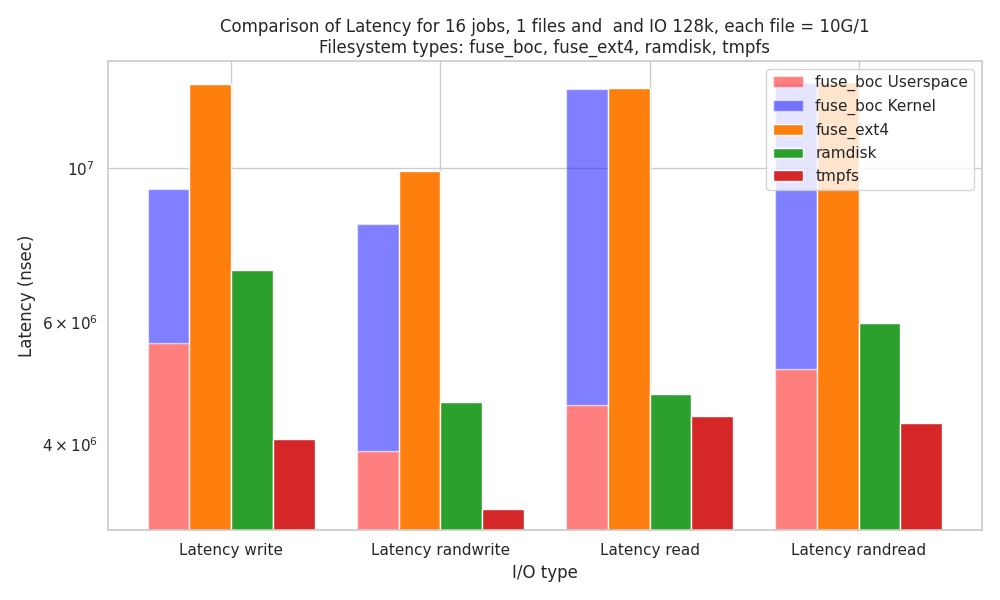 Comparison of Latency for 16 jobs, 1 files and  and IO 128k, each file = 10G/1
Filesystem types: fuse_boc, fuse_ext4, ramdisk, tmpfs
fuse_boc Userspace
fuse_boc Kernel
fuse_ext4
ramdisk
tmpfs
10⁷
6 × 10⁶
4 × 10⁶
Latency (nsec)
Latency write
Latency randwrite
Latency read
Latency randread
I/O type